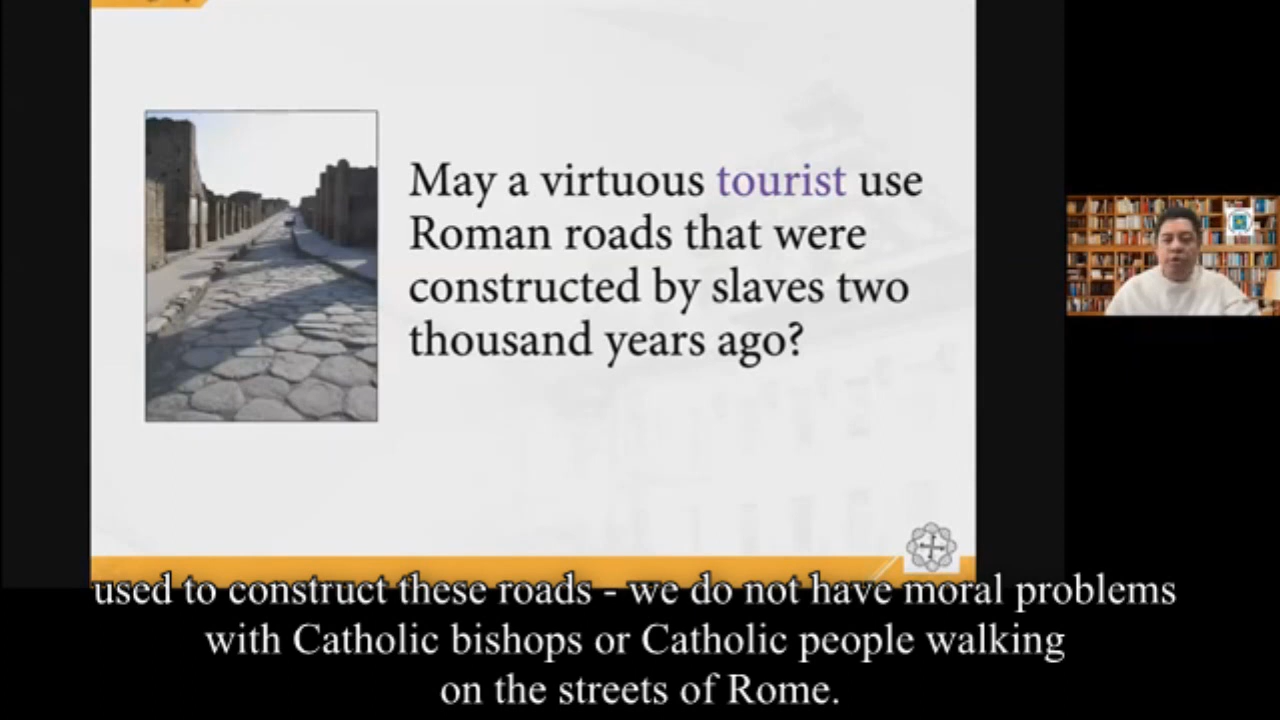 May a virtuous tourist use
Roman roads that were
constructed by slaves two
thousand years ago?
used to construct these roads - we do not have moral problems
with Catholic bishops or Catholic people walking
on the streets of Rome.